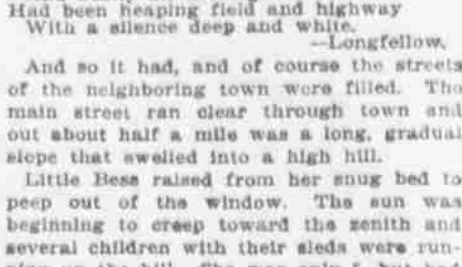 Had been heaping field and highway
With a silence deep and white.
—Longfellow.
And so it had, and of course the streets
of the neighboring town were filled. The
main street ran clear through town and
out about half a mile was a long, gradual
slope that swelled into a high hill.
Little Bess raised from her snug bed to
peep out of the window. The sun was
beginning to creep toward the zenith and
several children with their sleds were run-